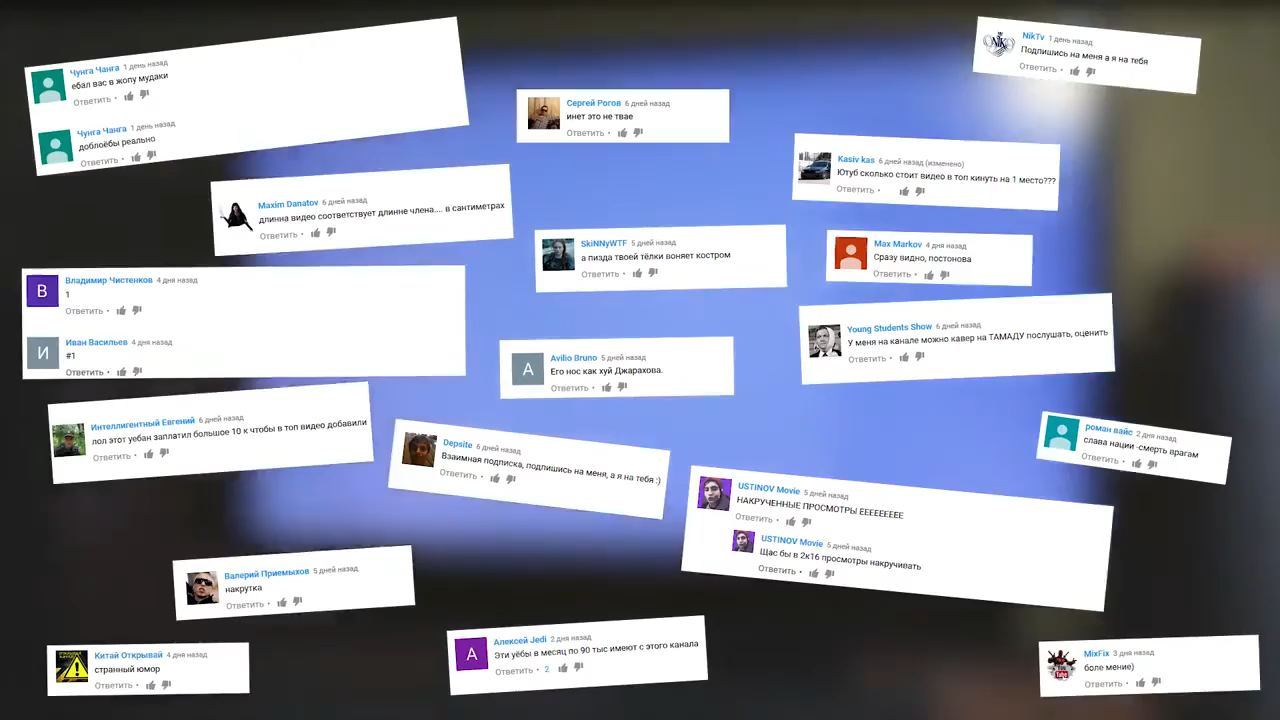 Чунга Чанга 1 день назад
ебал вас в жопу мудаки
Ответить •
Чунга Чанга 1 день назад
доблоёбы реально
Ответить •
NikTv 1 день назад
Подпишись на меня а я на тебя
Ответить •
Сергей Рогов 6 дней назад
инет это не твае
Ответить •
Kasiv kas 6 дней назад (изменено)
Ютуб сколько стоит видео в топ кинуть на 1 место???
Ответить •
Maxim Danatov 6 дней назад
длинна видео соответствует длинне члена.... в сантиметрах
Ответить •
SkiNNyWTF 5 дней назад
а пизда твоей тёлки воняет костром
Ответить •
Max Markov 4 дня назад
Сразу видно, постонова
Ответить •
В
Владимир Чистенков 4 дня назад
1
Ответить •
И
Иван Васильев 4 дня назад
#1
Ответить •
Young Students Show 6 дней назад
У меня на канале можно кавер на ТАМАДУ послушать, оценить
Ответить •
A
Avilio Bruno 5 дней назад
Его нос как хуй Джарахова.
Ответить •
Интеллигентный Евгений 6 дней назад
лол этот уебан заплатил большое 10 к чтобы в топ видео добавили
Ответить •
Depsite 6 дней назад
Взаимная подписка, подпишись на меня, а я на тебя :)
Ответить •
роман вайс 2 дня назад
слава нации -смерть врагам
Ответить •
USTINOV Movie 5 дней назад
НАКРУЧЕННЫЕ ПРОСМОТРЫ ЁЕЕЕЕЕЕЕ
Ответить •
USTINOV Movie 5 дней назад
Щас бы в 2к16 просмотры накручивать
Ответить •
Валерий Приемыхов 5 дней назад
накрутка
Ответить •
Китай Открывай 4 дня назад
странный юмор
Ответить •
А
Алексей Jedi 2 дня назад
Эти уёбы в месяц по 90 тыс имеют с этого канала
Ответить • 2
MixFix 3 дня назад
боле мение)
Ответить •